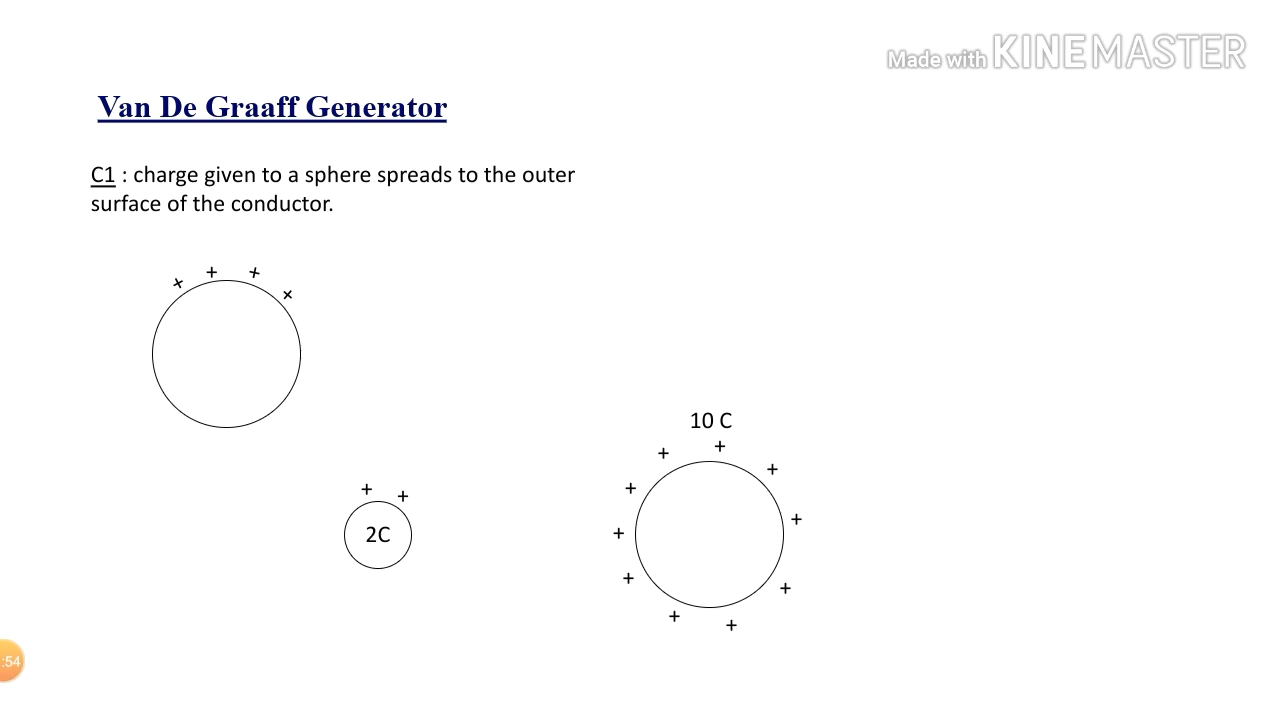 Made with KINEMASTER
Van De Graaff Generator
C1 : charge given to a sphere spreads to the outer
surface of the conductor.
+ + + +
10 C
+ + + + + + + + + + +
+ +
2C
:54